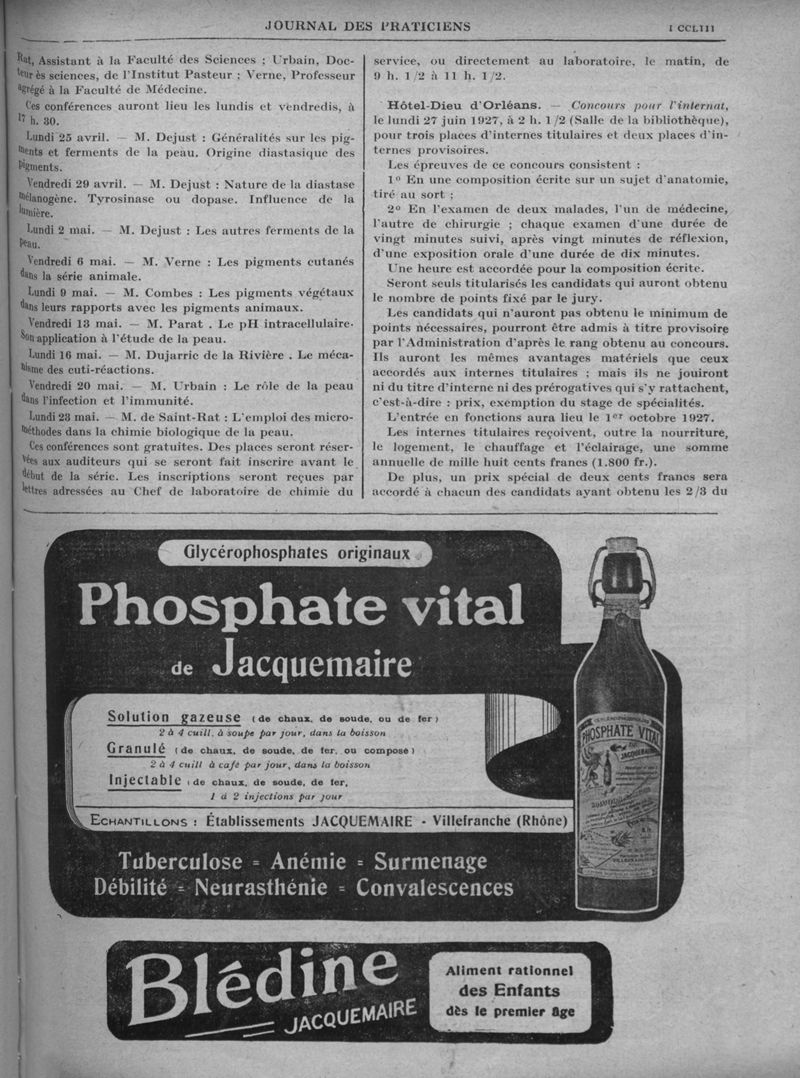 JOURNAL DES PRATICIENS
I CCLIII
Rat, Assistant à la Faculté des Sciences ; Urbain, Doc-
teur ès sciences, de l'Institut Pasteur ; Verne, Professeur
agrégé à la Faculté de Médecine.
Ces conférences auront lieu les lundis et vendredis, à
17 h. 30.
Lundi 25 avril. — M. Dejust : Généralités sur les pig-
ments et ferments de la peau. Origine diastasique des
pigments.
Vendredi 29 avril. — M. Dejust : Nature de la diastase
mélanogène. Tyrosinase ou dopase. Influence de la
lumière.
Lundi 2 mai. — M. Dejust : Les autres ferments de la
peau.
Vendredi 6 mai. — M. Verne : Les pigments cutanés
dans la série animale.
Lundi 9 mai. — M. Combes : Les pigments végétaux
dans leurs rapports avec les pigments animaux.
Vendredi 13 mai. — M. Parat . Le pH intracellulaire.
Son application à l'étude de la peau.
Lundi 16 mai. — M. Dujarric de la Rivière . Le méca-
nisme des cuti-réactions.
Vendredi 20 mai. — M. Urbain : Le rôle de la peau
dans l'infection et l'immunité.
Lundi 23 mai. — M. de Saint-Rat : L'emploi des micro-
méthodes dans la chimie biologique de la peau.
Ces conférences sont gratuites. Des places seront réser-
vées aux auditeurs qui se seront fait inscrire avant le
début de la série. Les inscriptions seront reçues par
lettres adressées au Chef de laboratoire de chimie du
service, ou directement au laboratoire, le matin, de
9 h. 1/2 à 11 h. 1/2.
Hôtel-Dieu d'Orléans. — Concours pour l'internat,
le lundi 27 juin 1927, à 2 h. 1/2 (Salle de la bibliothèque),
pour trois places d'internes titulaires et deux places d'in-
ternes provisoires.
Les épreuves de ce concours consistent :
1º En une composition écrite sur un sujet d'anatomie,
tiré au sort ;
2º En l'examen de deux malades, l'un de médecine,
l'autre de chirurgie ; chaque examen d'une durée de
vingt minutes suivi, après vingt minutes de réflexion,
d'une exposition orale d'une durée de dix minutes.
Une heure est accordée pour la composition écrite.
Seront seuls titularisés les candidats qui auront obtenu
le nombre de points fixé par le jury.
Les candidats qui n'auront pas obtenu le minimum de
points nécessaires, pourront être admis à titre provisoire
par l'Administration d'après le rang obtenu au concours.
Ils auront les mêmes avantages matériels que ceux
accordés aux internes titulaires ; mais ils ne jouiront
ni du titre d'interne ni des prérogatives qui s'y rattachent,
c'est-à-dire : prix, exemption du stage de spécialités.
L'entrée en fonctions aura lieu le 1er octobre 1927.
Les internes titulaires reçoivent, outre la nourriture,
le logement, le chauffage et l'éclairage, une somme
annuelle de mille huit cents francs (1.800 fr.).
De plus, un prix spécial de deux cents francs sera
accordé à chacun des candidats ayant obtenu les 2/3 du
Glycérophosphates originaux
Phosphate vital
de Jacquemaire
Solution gazeuse (de chaux, de soude, ou de fer)
2 à 4 cuill. à soupe par jour, dans la boisson
Granulé (de chaux, de soude, de fer, ou composé)
2 à 4 cuill à café par jour, dans la boisson
Injectable (de chaux, de soude, de fer,
1 à 2 injections par jour
ECHANTILLONS : Établissements JACQUEMAIRE - Villefranche (Rhône)
Tuberculose = Anémie = Surmenage
Débilité = Neurasthénie = Convalescences
PHOSPHATE VITAL
JACQUEMAIRE
Blédine
JACQUEMAIRE
Aliment rationnel
des Enfants
dès le premier âge